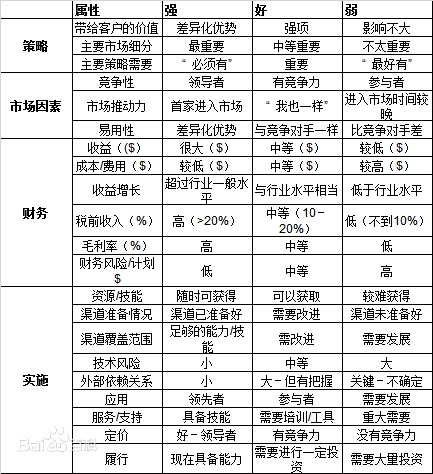 属性 强 好 弱
策略
带给客户的价值 差异化优势 强项 影响不大
主要市场细分 最重要 中等重要 不太重要
主要策略需要 “必须有” 重要 “最好有”
市场因素
竞争性 领导者 有竞争力 参与者
市场推动力 首家进入市场 “我也一样” 进入市场时间较
晚
易用性 差异化优势 与竞争对手一样 比竞争对手差
财务
收益(($) 很大($) 中等($) 较低($)
成本/费用($) 较低($) 中等($) 较高($)
收益增长 超过行业一般水
平 与行业水平相当 低于行业水平
税前收入(%) 高(>20%) 中等(10-
20%) 低(不到10%)
毛利率(%) 高 中等 低
财务风险/计划
$ 低 中等 高
实施
资源/技能 随时可获得 可以获取 较难获得
渠道准备情况 渠道已准备好 需要改进 渠道未准备好
渠道覆盖范围 足够的能力/技
能 需改进 需要发展
技术风险 小 中等 大
外部依赖关系 小 大-但有把握 关键-不确定
应用 领先者 参与者 需要发展
服务/支持 具备技能 需要培训/工具 重大需要
定价 好-领导者 有竞争力 没有竞争力
履行 现在具备能力 需要进行一定投
资 需要大量投资
Bai百科